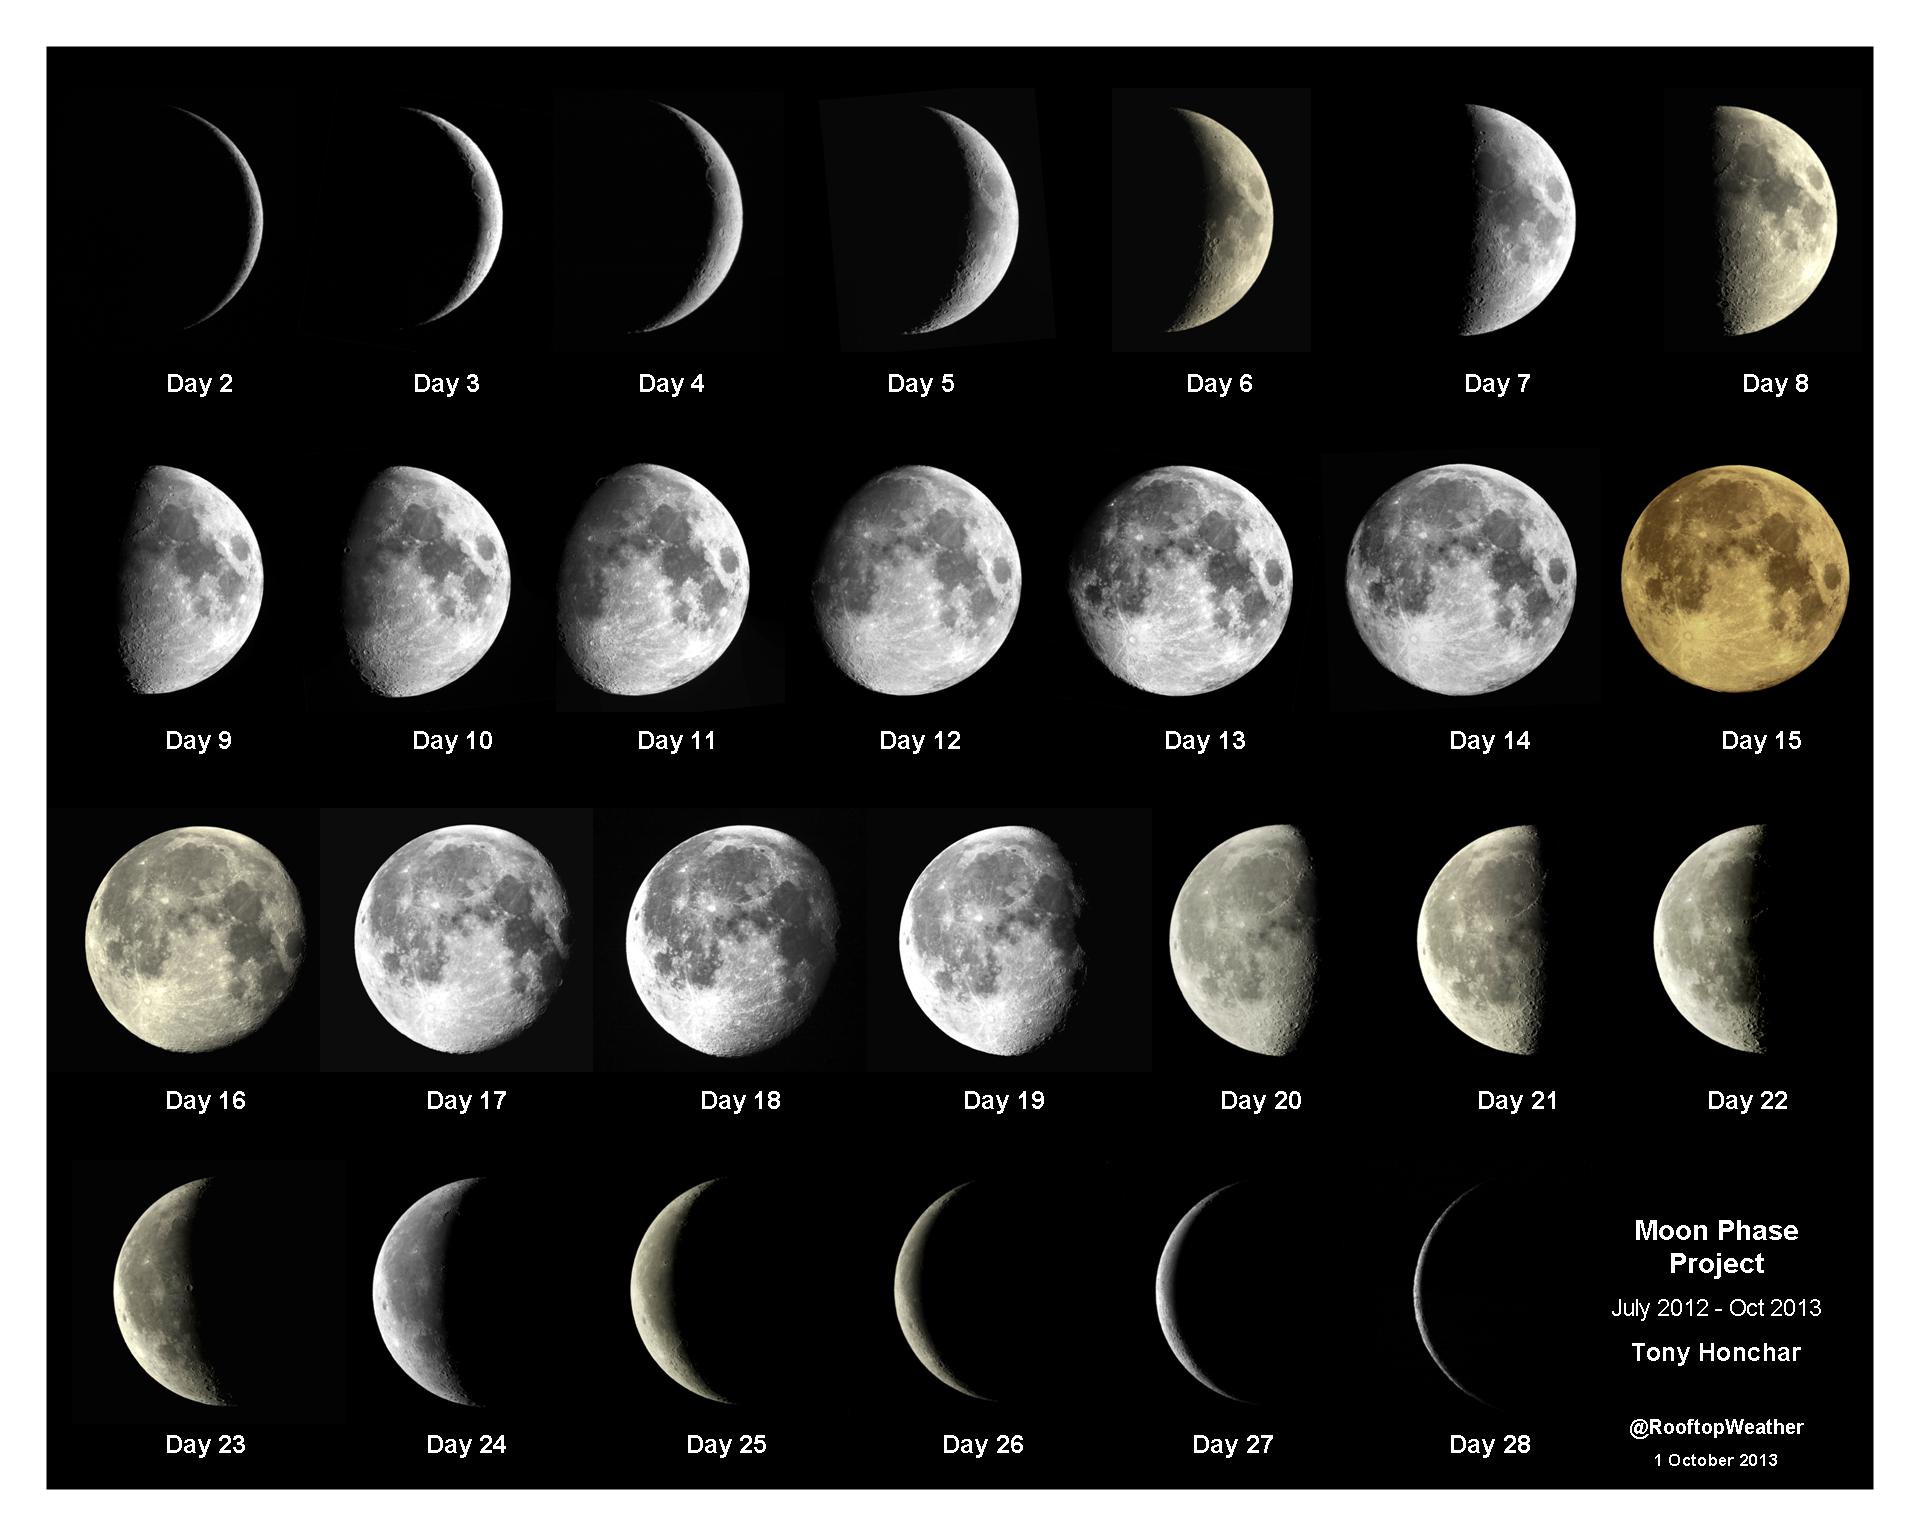 Day 2
Day 3
Day 4
Day 5
Day 6
Day 7
Day 8
Day 9
Day 10
Day 11
Day 12
Day 13
Day 14
Day 15
Day 16
Day 17
Day 18
Day 19
Day 20
Day 21
Day 22
Day 23
Day 24
Day 25
Day 26
Day 27
Day 28
Moon Phase
Project
July 2012 - Oct 2013
Tony Honchar
@RooftopWeather
1 October 2013